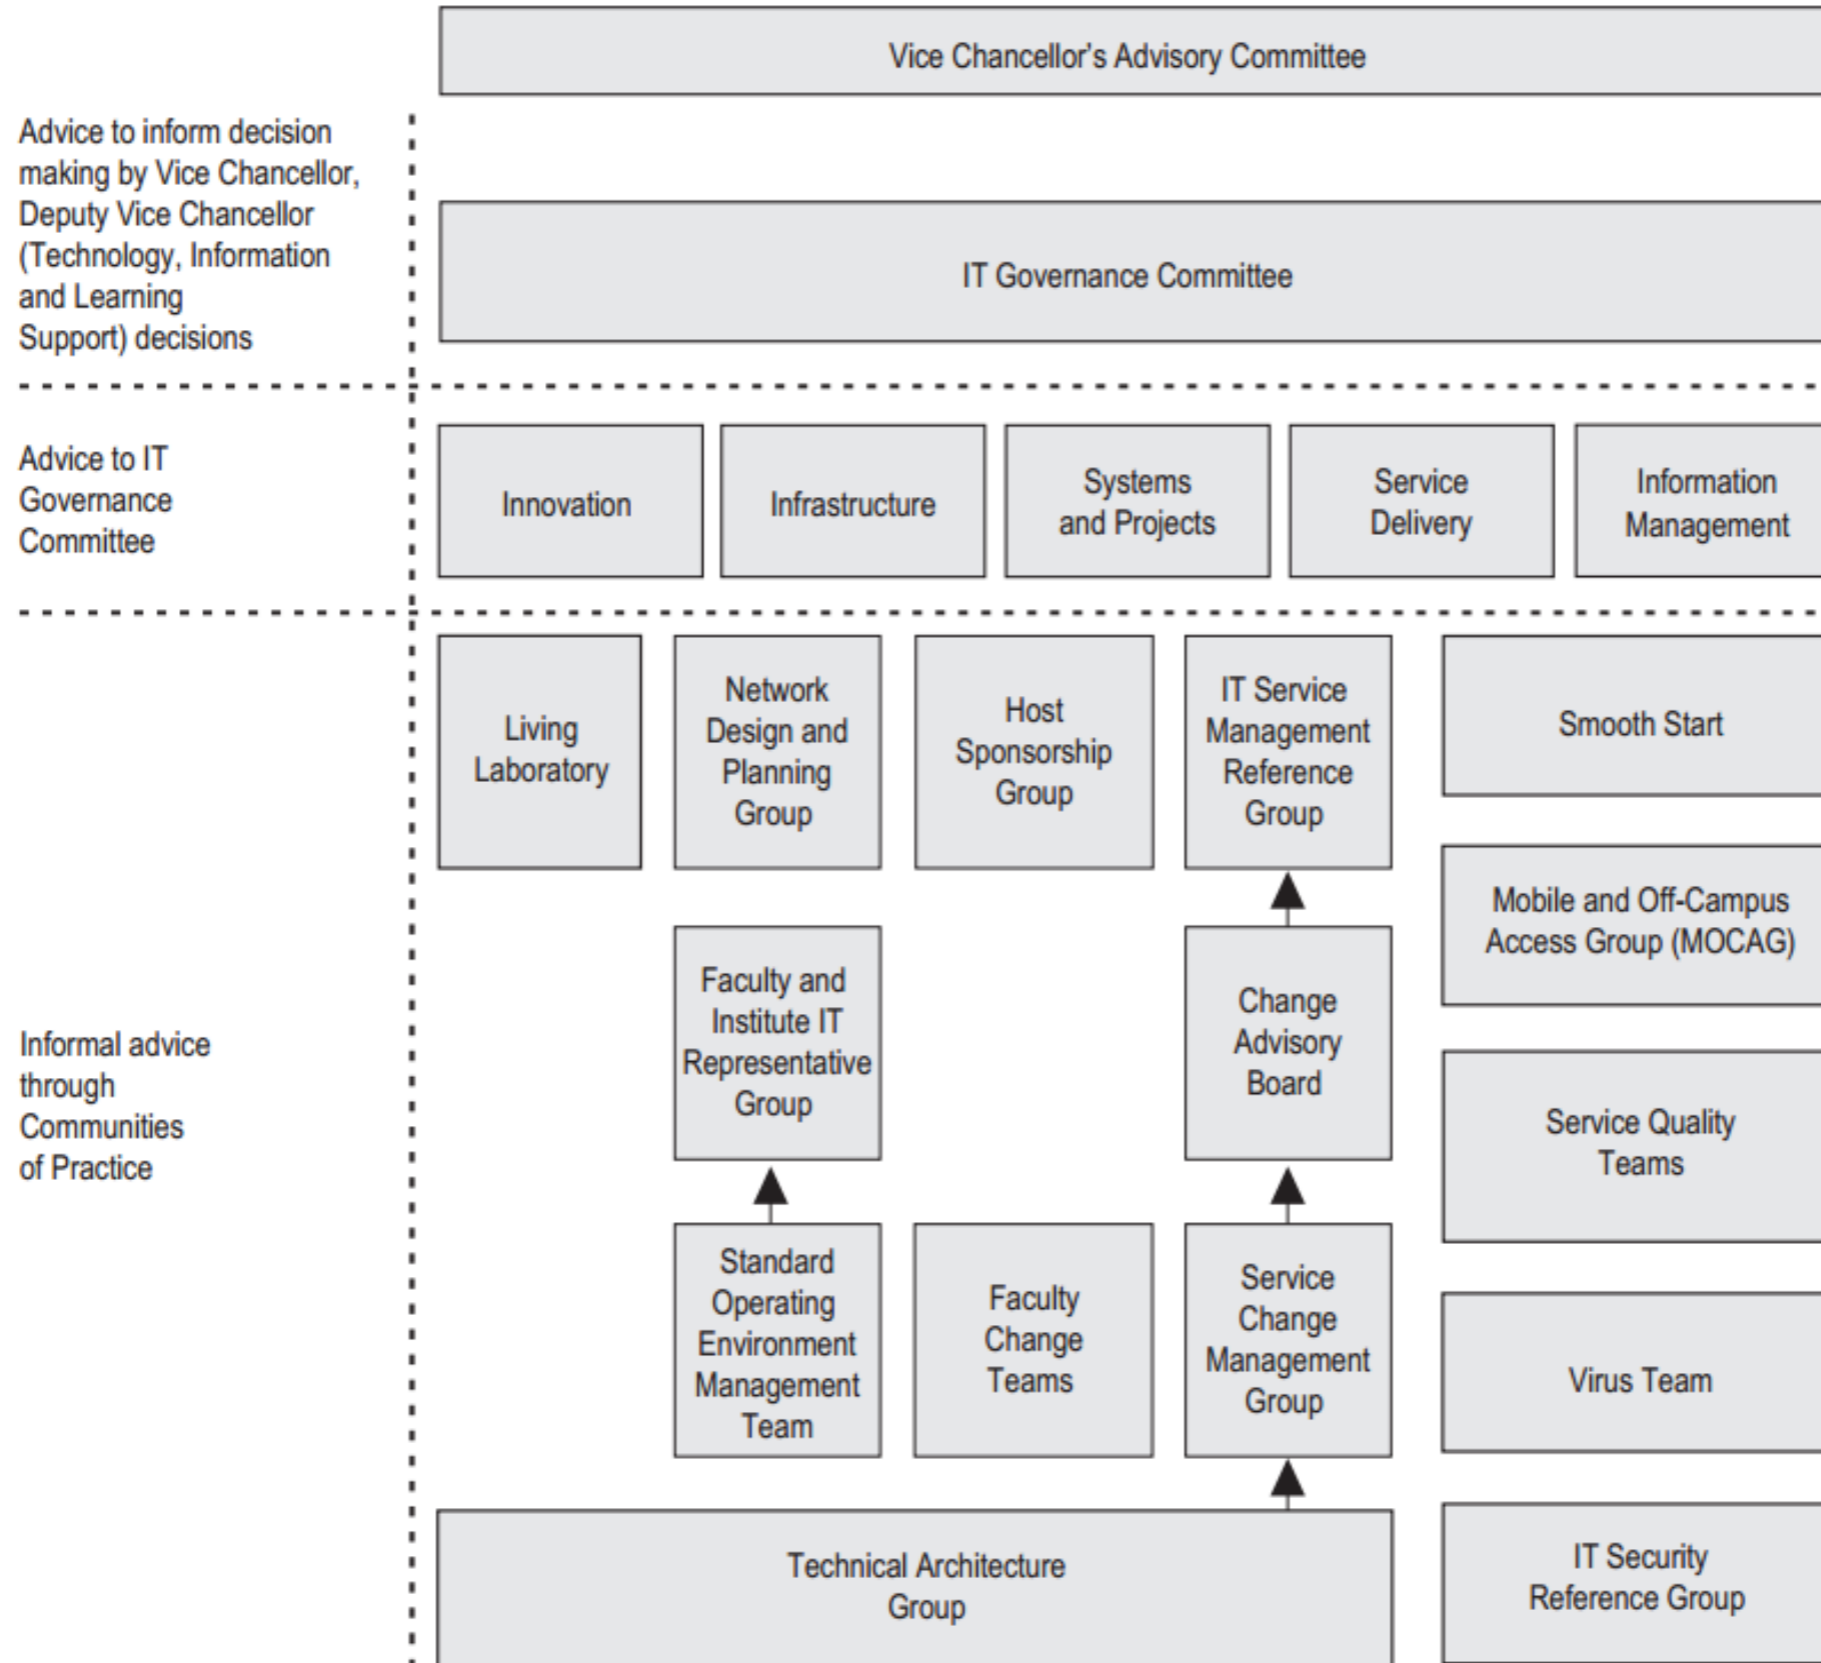 Vice Chancellor's Advisory Committee
Advice to inform decision
making by Vice Chancellor,
Deputy Vice Chancellor
(Technology, Information
and Learning
Support) decisions
IT Governance Committee
Advice to IT
Governance
Committee
Innovation
Infrastructure
Systems
and Projects
Service
Delivery
Information
Management
Informal advice
through
Communities
of Practice
Living
Laboratory
Network
Design and
Planning
Group
Host
Sponsorship
Group
IT Service
Management
Reference
Group
Smooth Start
Mobile and Off-Campus
Access Group (MOCAG)
Faculty and
Institute IT
Representative
Group
Change
Advisory
Board
Service Quality
Teams
Standard
Operating
Environment
Management
Team
Faculty
Change
Teams
Service
Change
Management
Group
Virus Team
Technical Architecture
Group
IT Security
Reference Group